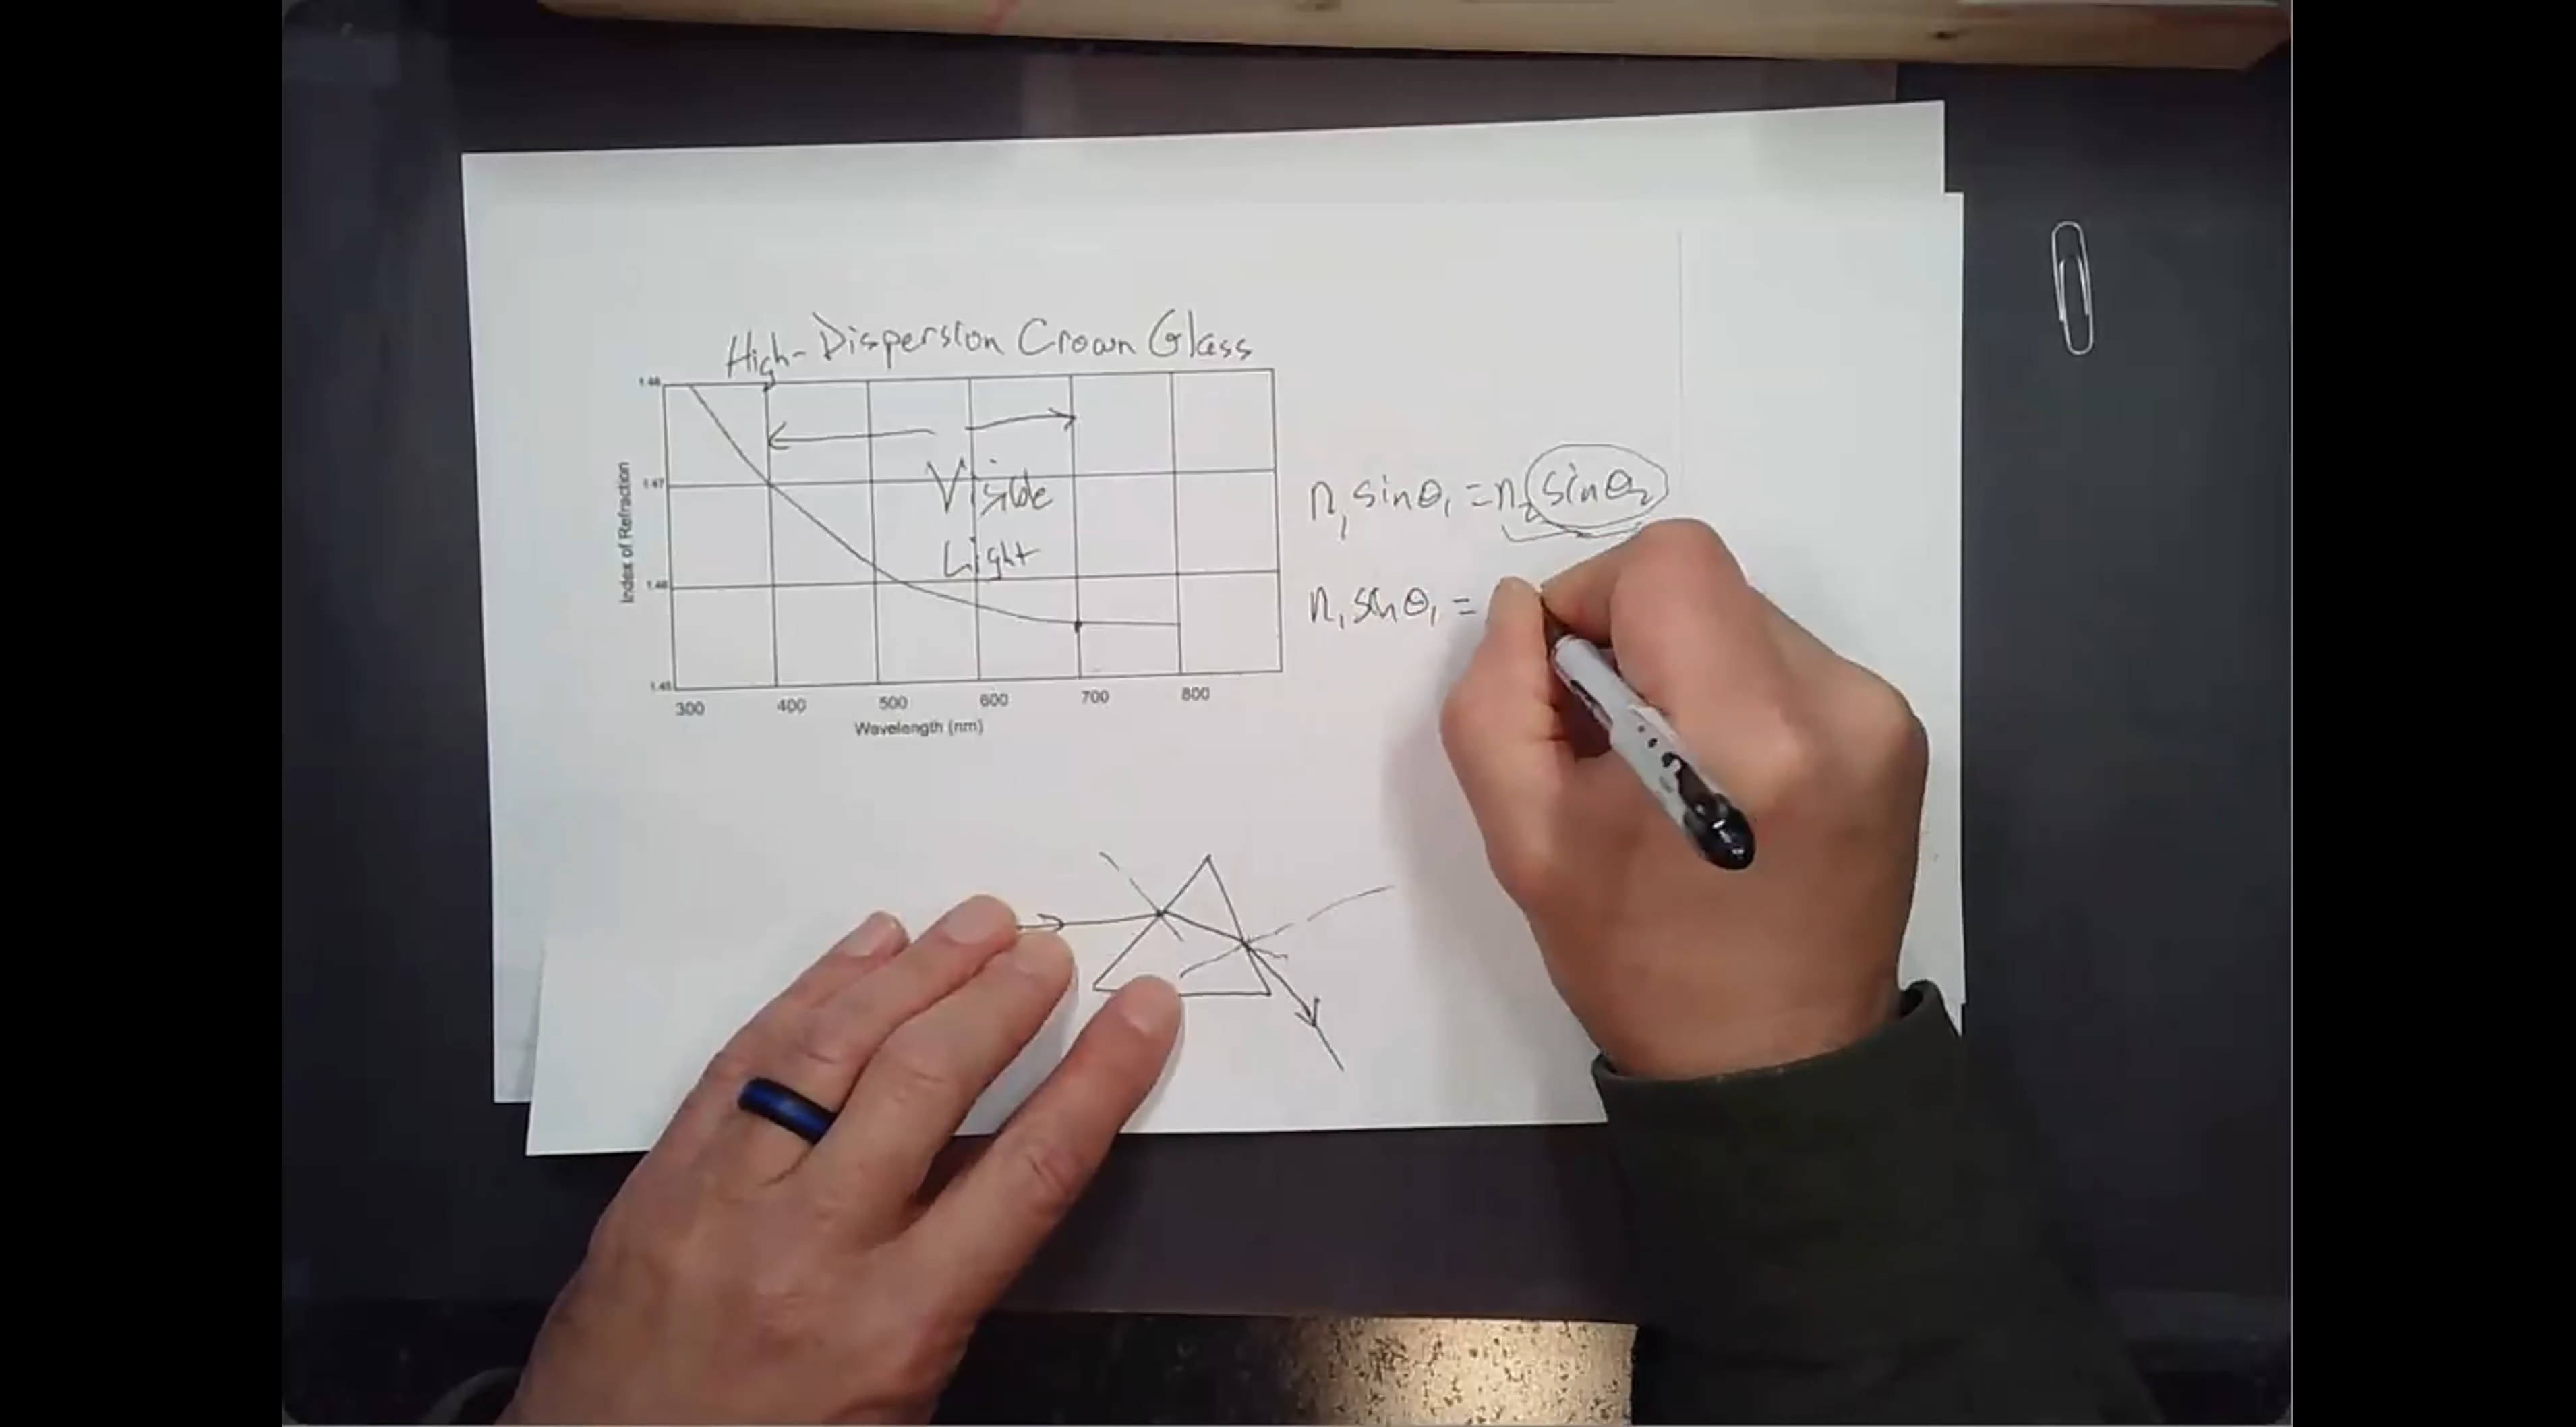 High-Dispersion Crown Glass
1.48
1.47
1.46
1.45
Index of Refraction
Visible
Light
300 400 500 600 700 800
Wavelength (nm)
n₁ sinθ₁ = n₂ sinθ₂
n₁ sinθ₁ =